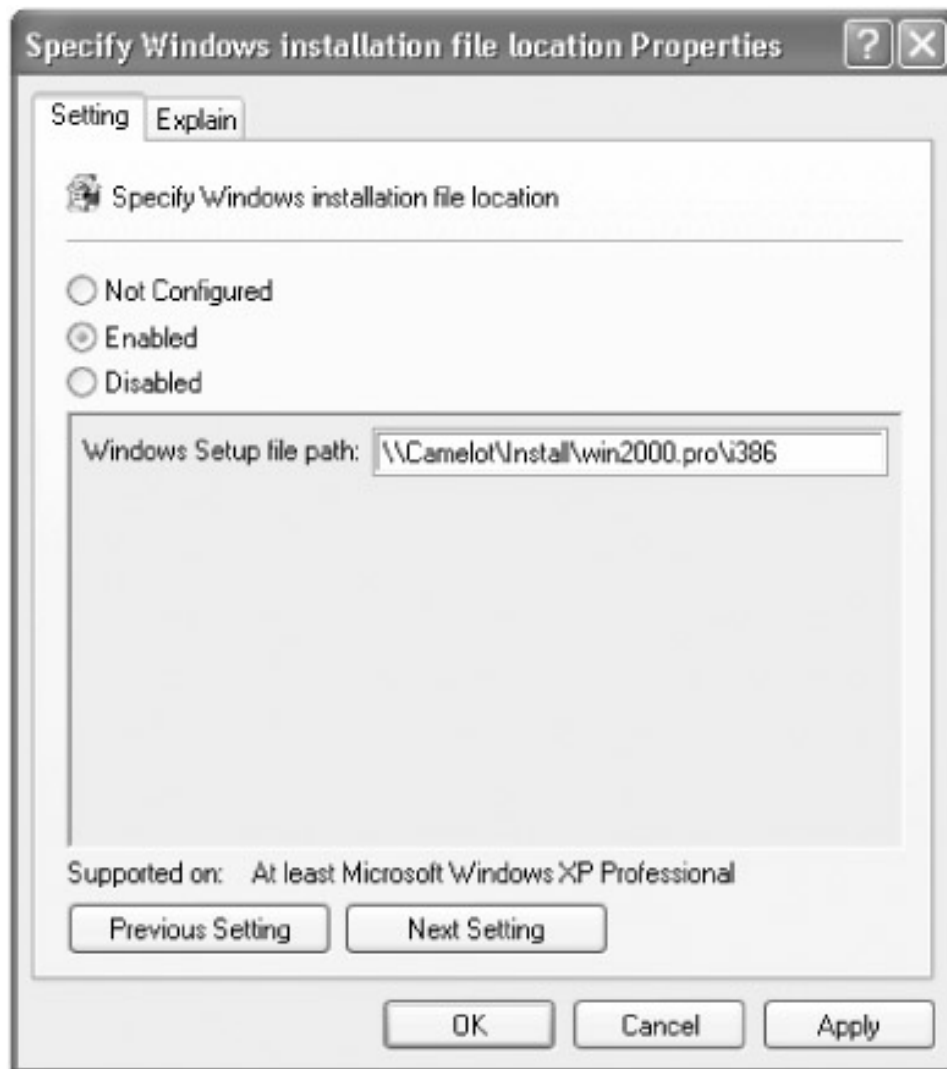 Specify Windows installation file location Properties
Setting Explain
Specify Windows installation file location
Not Configured
Enabled
Disabled
Windows Setup file path: \\Camelot\Install\win2000.pro\i386
Supported on: At least Microsoft Windows XP Professional
Previous Setting Next Setting
OK Cancel Apply